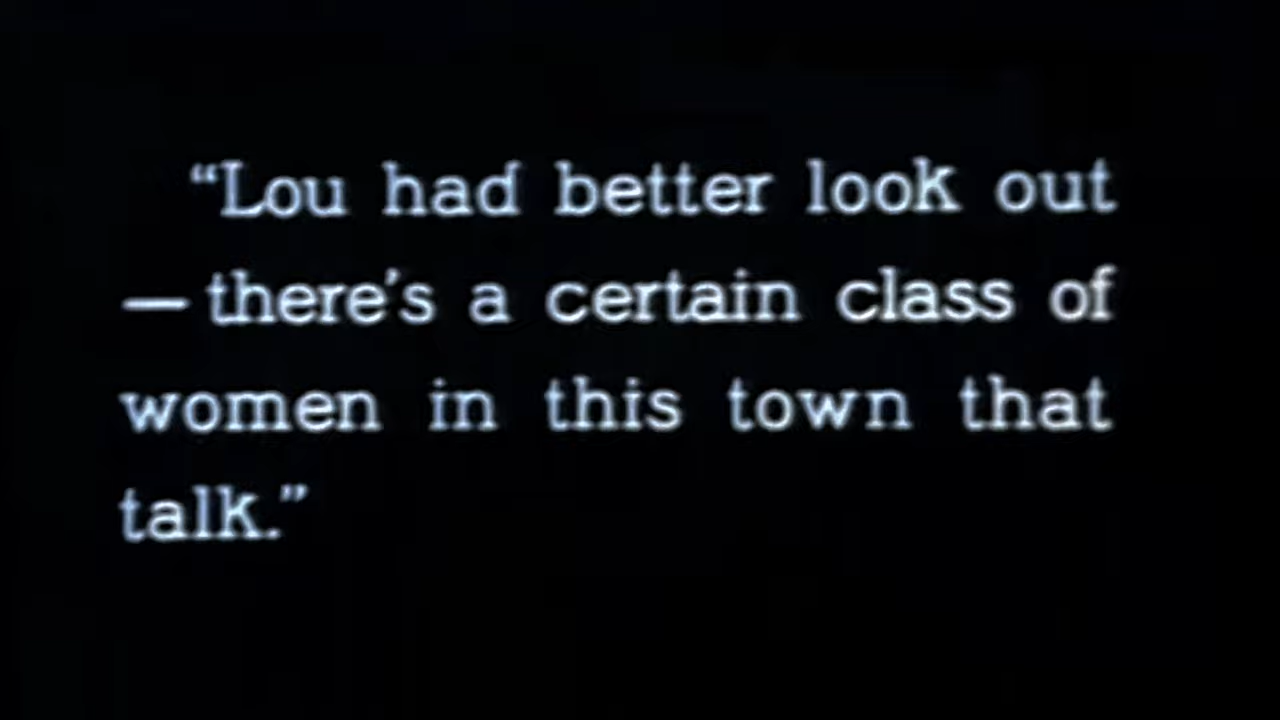 “Lou had better look out
— there’s a certain class of
women in this town that
talk.”